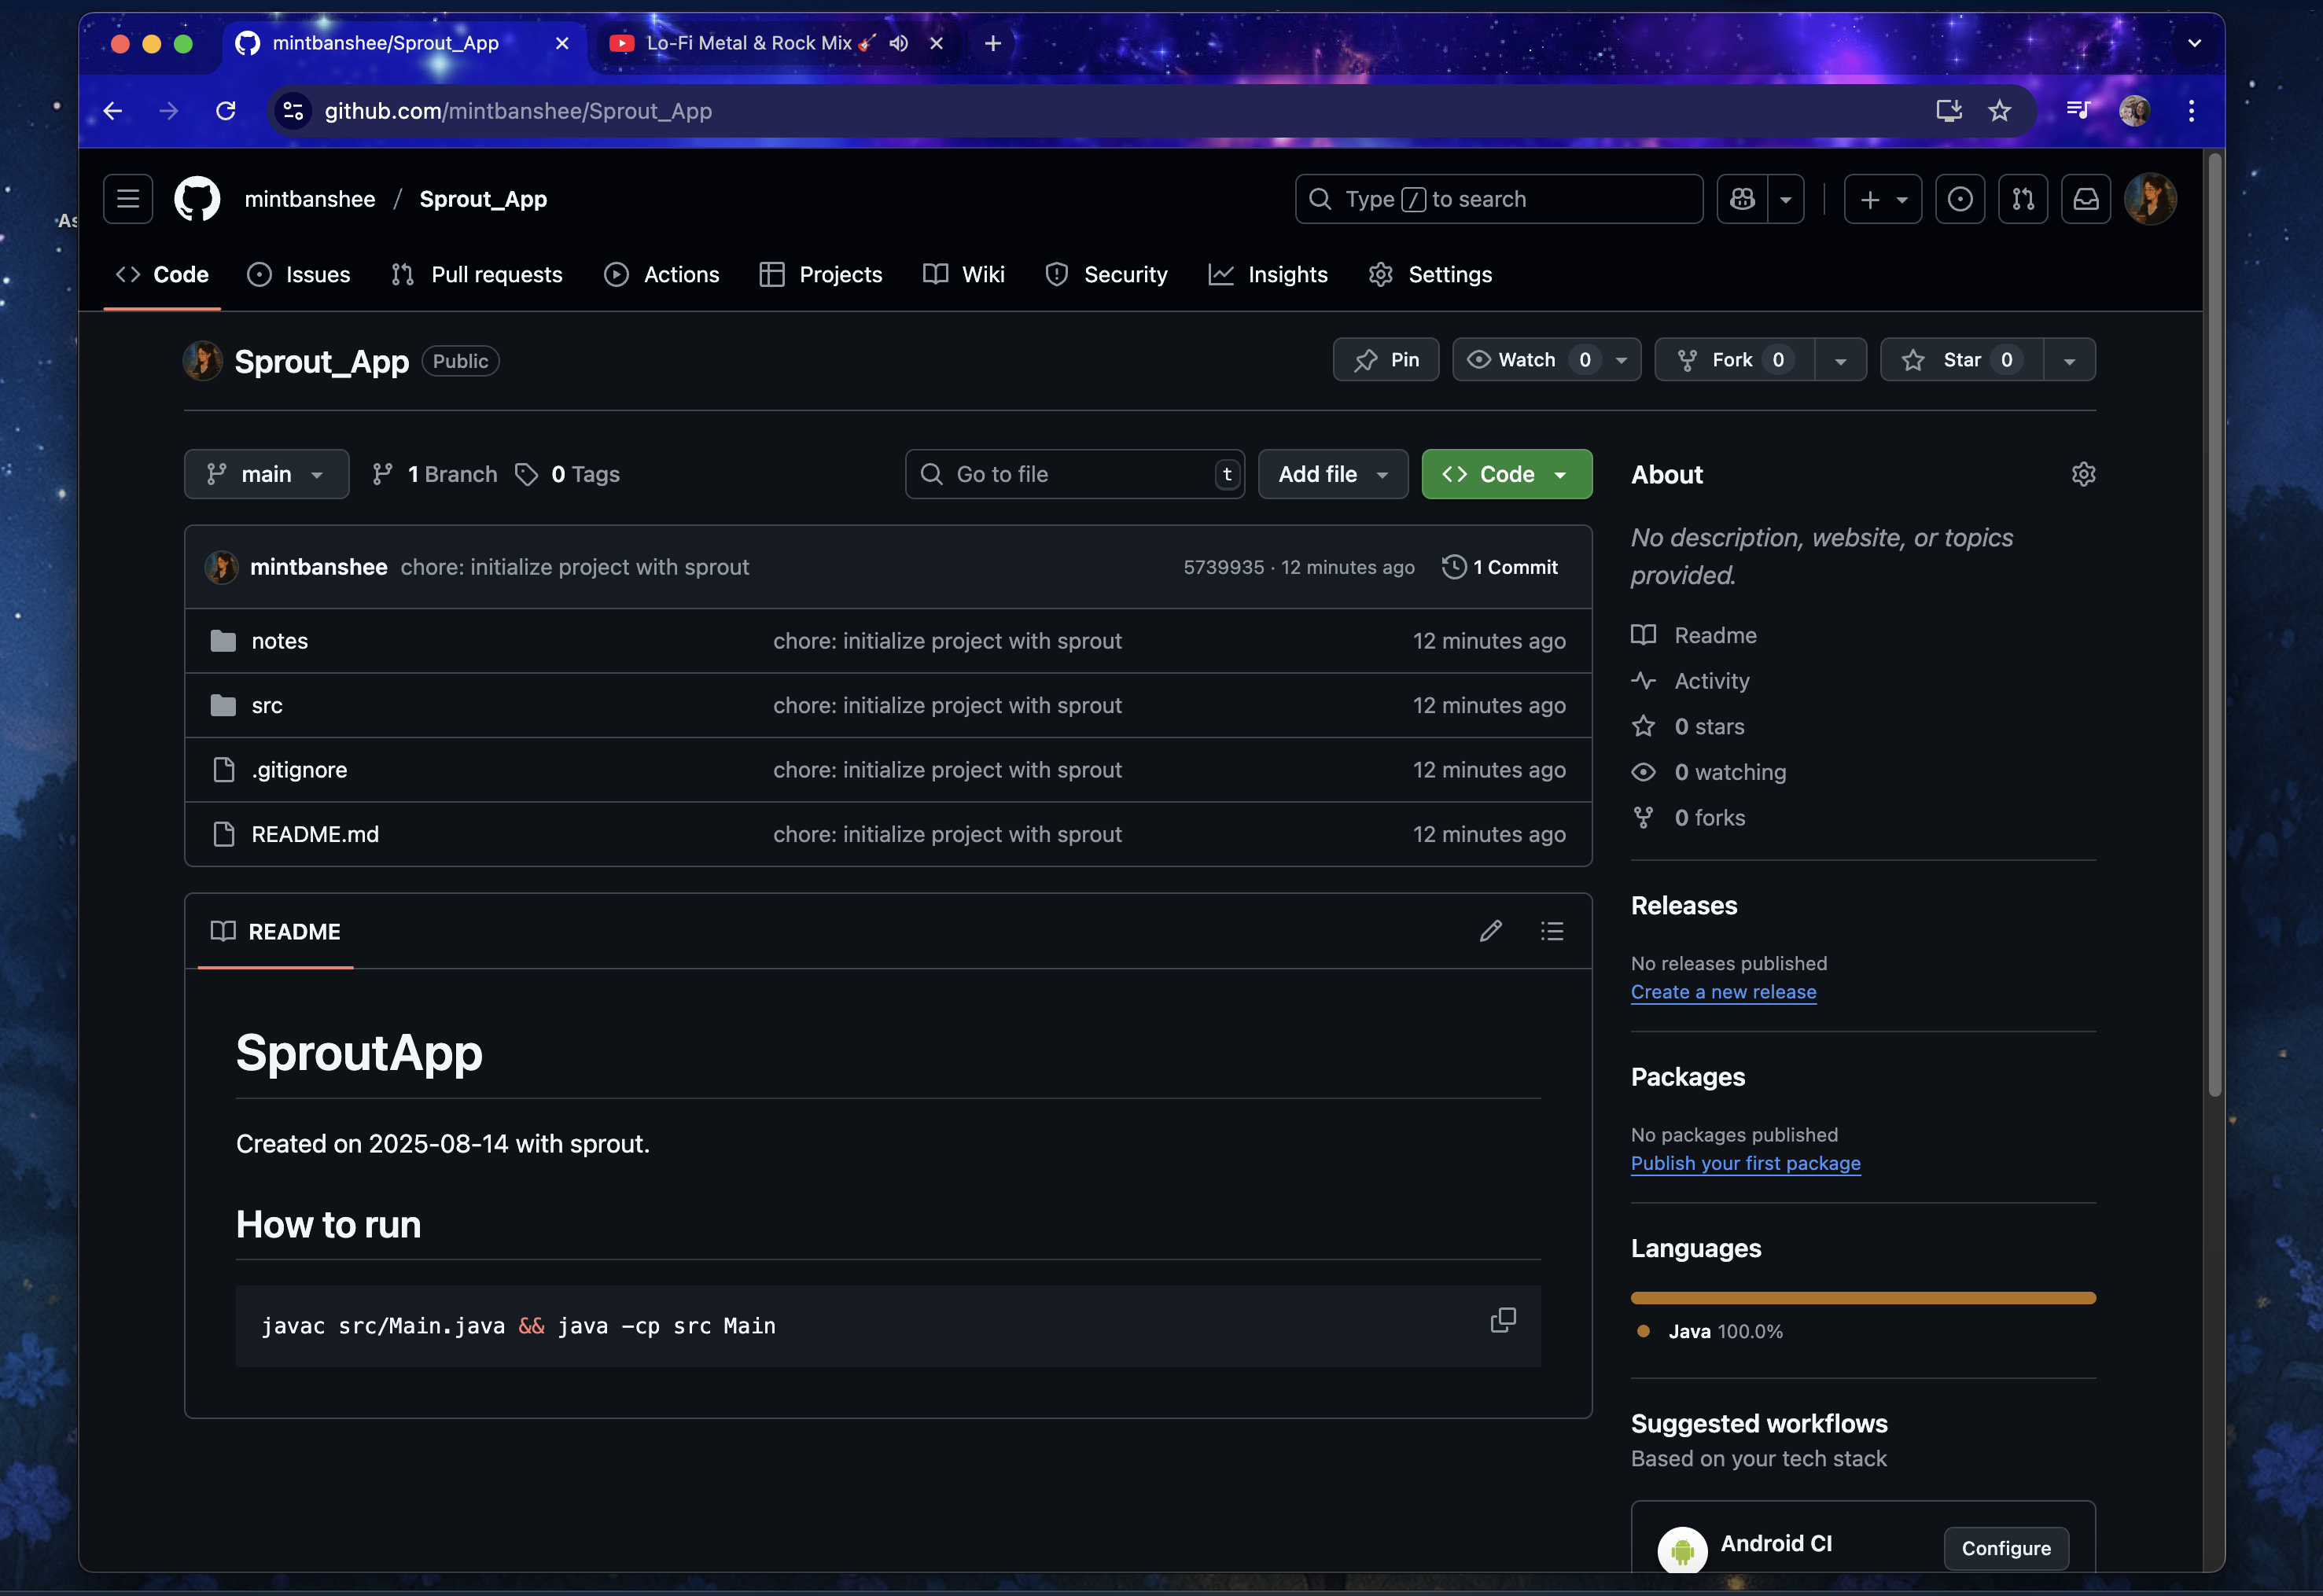 mintbanshee/Sprout_App
Lo-Fi Metal & Rock Mix 🎸
github.com/mintbanshee/Sprout_App
As
mintbanshee / Sprout_App
Type / to search
Code
Issues
Pull requests
Actions
Projects
Wiki
Security
Insights
Settings
Sprout_App Public
Pin
Watch 0
Fork 0
Star 0
main
1 Branch
0 Tags
Go to file t
Add file
Code
mintbanshee chore: initialize project with sprout 5739935 · 12 minutes ago 1 Commit
notes chore: initialize project with sprout 12 minutes ago
src chore: initialize project with sprout 12 minutes ago
.gitignore chore: initialize project with sprout 12 minutes ago
README.md chore: initialize project with sprout 12 minutes ago
README
SproutApp
Created on 2025-08-14 with sprout.
How to run
javac src/Main.java && java -cp src Main
About
No description, website, or topics
provided.
Readme
Activity
0 stars
0 watching
0 forks
Releases
No releases published
Create a new release
Packages
No packages published
Publish your first package
Languages
Java 100.0%
Suggested workflows
Based on your tech stack
Android CI
Configure